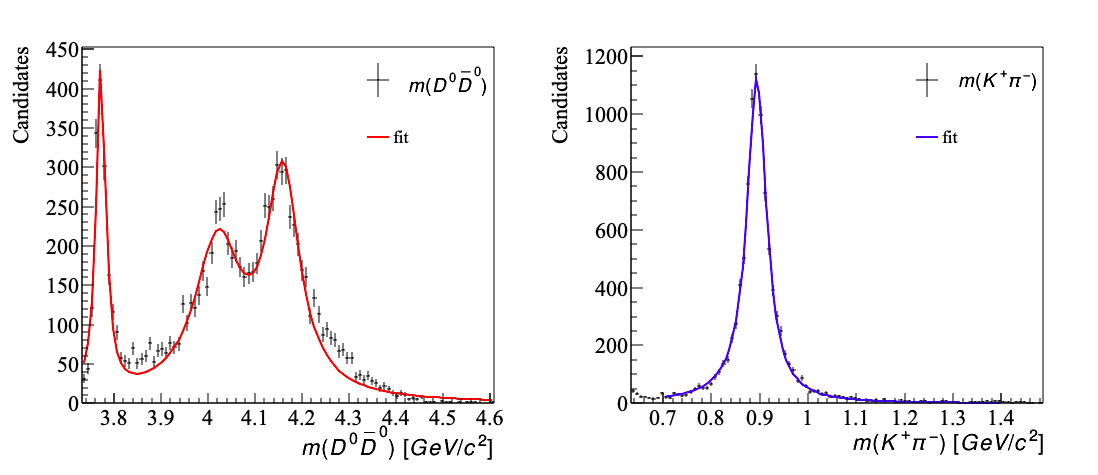 Candidates
450
400
350
300
250
200
150
100
50
0
3.8 3.9 4 4.1 4.2 4.3 4.4 4.5 4.6
m(D⁰D̅⁰) [GeV/c²]
m(D⁰D̅⁰)
fit
Candidates
1200
1000
800
600
400
200
0
0.7 0.8 0.9 1 1.1 1.2 1.3 1.4
m(K⁺π⁻) [GeV/c²]
m(K⁺π⁻)
fit